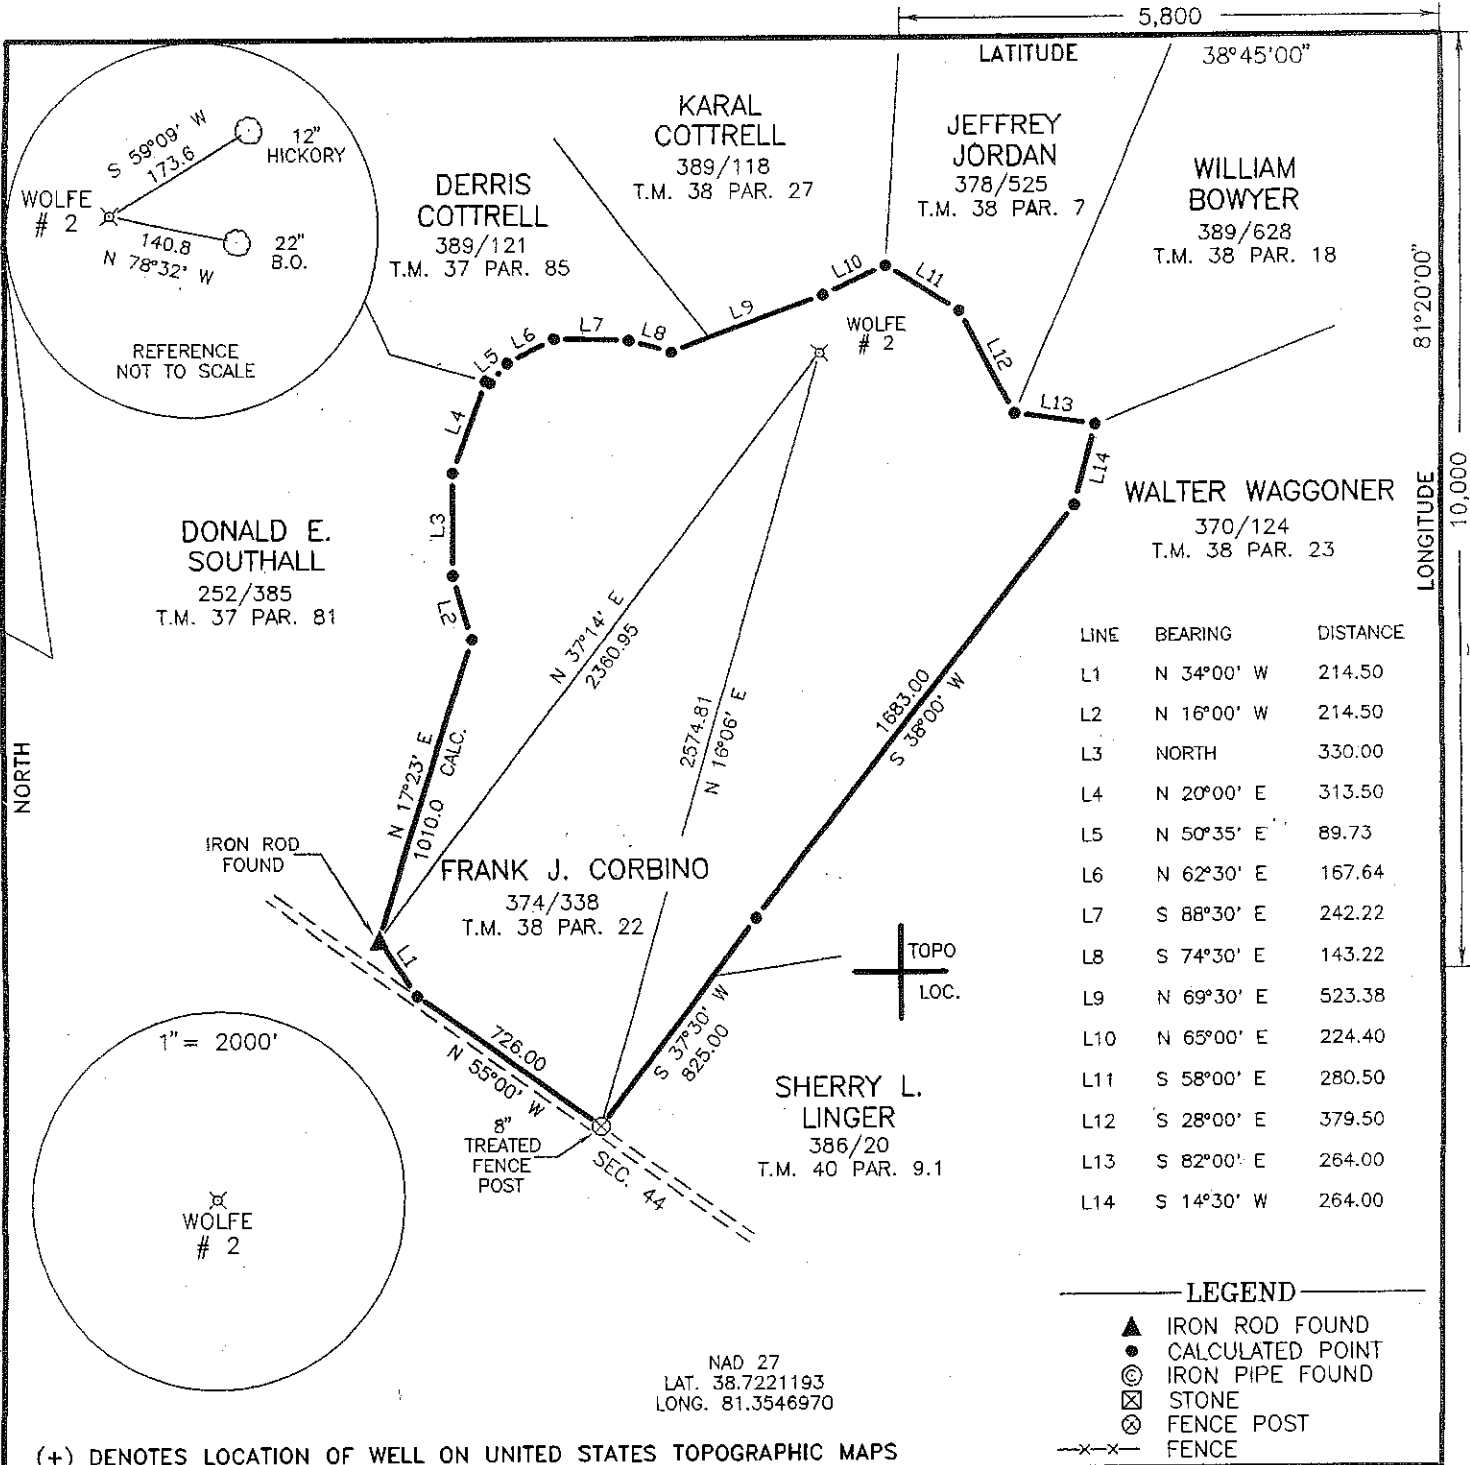 5,800
LATITUDE 38°45'00"
S 59°09' W
173.6
12"
HICKORY
WOLFE
# 2
140.8
N 78°32' W
22"
B.O.
REFERENCE
NOT TO SCALE
DERRIS
COTTRELL
389/121
T.M. 37 PAR. 85
KARAL
COTTRELL
389/118
T.M. 38 PAR. 27
JEFFREY
JORDAN
378/525
T.M. 38 PAR. 7
WILLIAM
BOWYER
389/628
T.M. 38 PAR. 18
81°20'00"
LONGITUDE
10,000
L10
L11
L9
L8
L7
L6
L5
L4
L3
L2
L12
L13
L14
WOLFE
# 2
WALTER WAGGONER
370/124
T.M. 38 PAR. 23
DONALD E.
SOUTHALL
252/385
T.M. 37 PAR. 81
N 37°14' E
2360.95
2574.81
N 16°06' E
1683.00
S 38°00' W
NORTH
N 17°23' E
1010.0 CALC.
IRON ROD
FOUND
L1
FRANK J. CORBINO
374/338
T.M. 38 PAR. 22
TOPO
LOC.
726.00
N 55°00' W
S 37°30' W
825.00
8"
TREATED
FENCE
POST
SEC. 44
SHERRY L.
LINGER
386/20
T.M. 40 PAR. 9.1
LINE BEARING DISTANCE
L1 N 34°00' W 214.50
L2 N 16°00' W 214.50
L3 NORTH 330.00
L4 N 20°00' E 313.50
L5 N 50°35' E 89.73
L6 N 62°30' E 167.64
L7 S 88°30' E 242.22
L8 S 74°30' E 143.22
L9 N 69°30' E 523.38
L10 N 65°00' E 224.40
L11 S 58°00' E 280.50
L12 S 28°00' E 379.50
L13 S 82°00' E 264.00
L14 S 14°30' W 264.00
1" = 2000'
WOLFE
# 2
NAD 27
LAT. 38.7221193
LONG. 81.3546970
LEGEND
IRON ROD FOUND
CALCULATED POINT
IRON PIPE FOUND
STONE
FENCE POST
FENCE
(+) DENOTES LOCATION OF WELL ON UNITED STATES TOPOGRAPHIC MAPS